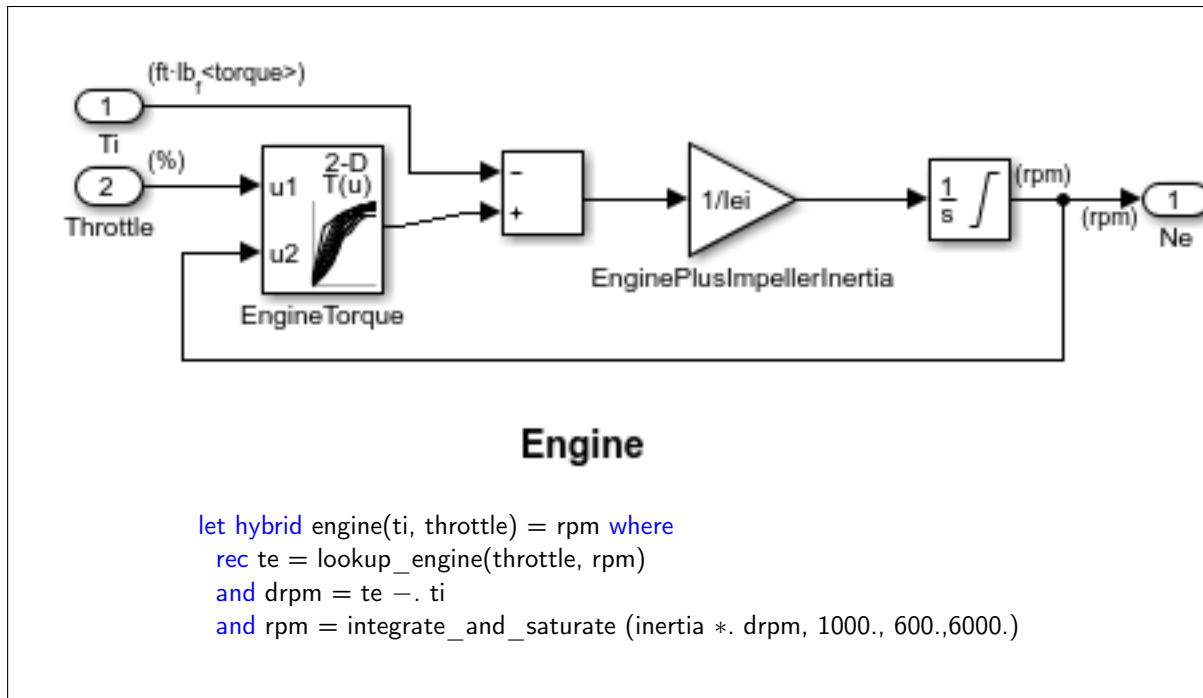 (ft·lb_f<torque>)
1
Ti
(%)
2
Throttle
2-D
T(u)
u1
u2
EngineTorque
−
+
1/Iei
EnginePlusImpellerInertia
1
s
(rpm)
(rpm)
1
Ne
Engine
let hybrid engine(ti, throttle) = rpm where
rec te = lookup_engine(throttle, rpm)
and drpm = te −. ti
and rpm = integrate_and_saturate (inertia ∗. drpm, 1000., 600.,6000.)